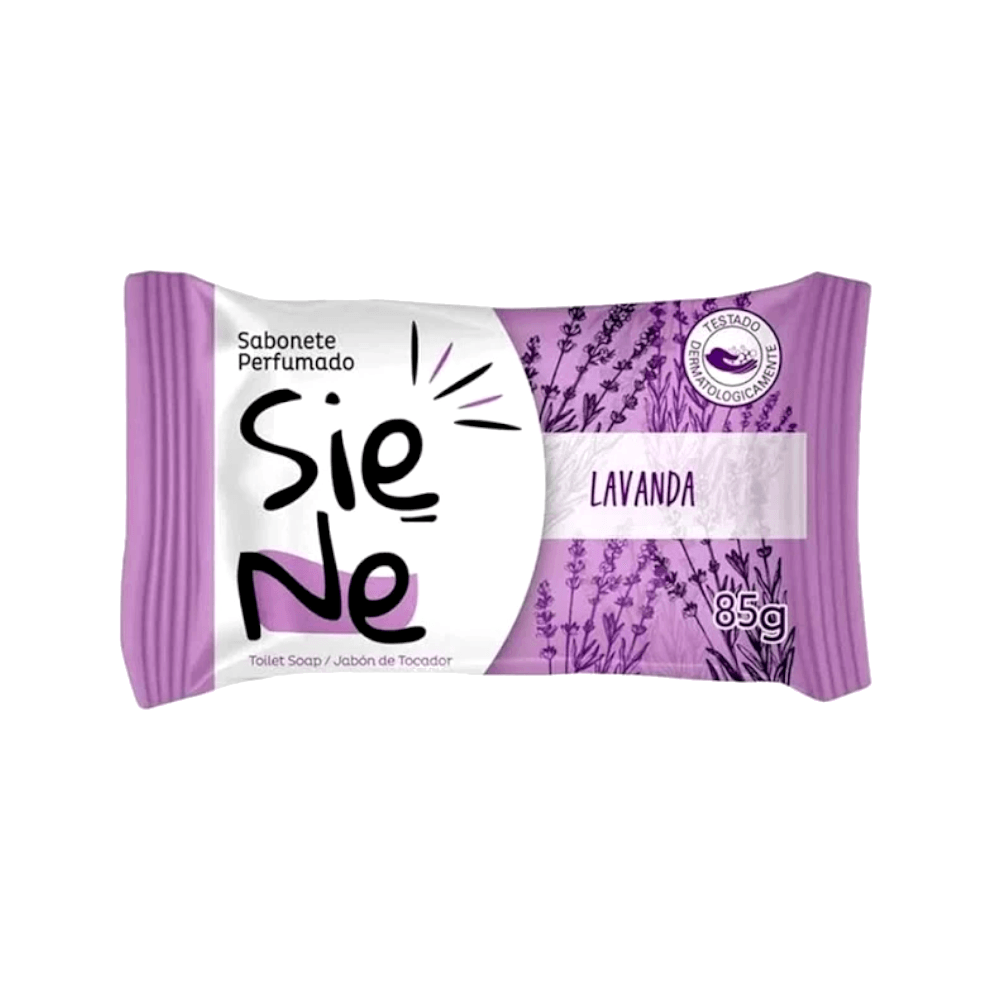 Sabonete
Perfumado
Sie
Ne
Toilet Soap / Jabón de Tocador
TESTADO
DERMATOLOGICAMENTE
LAVANDA
85g